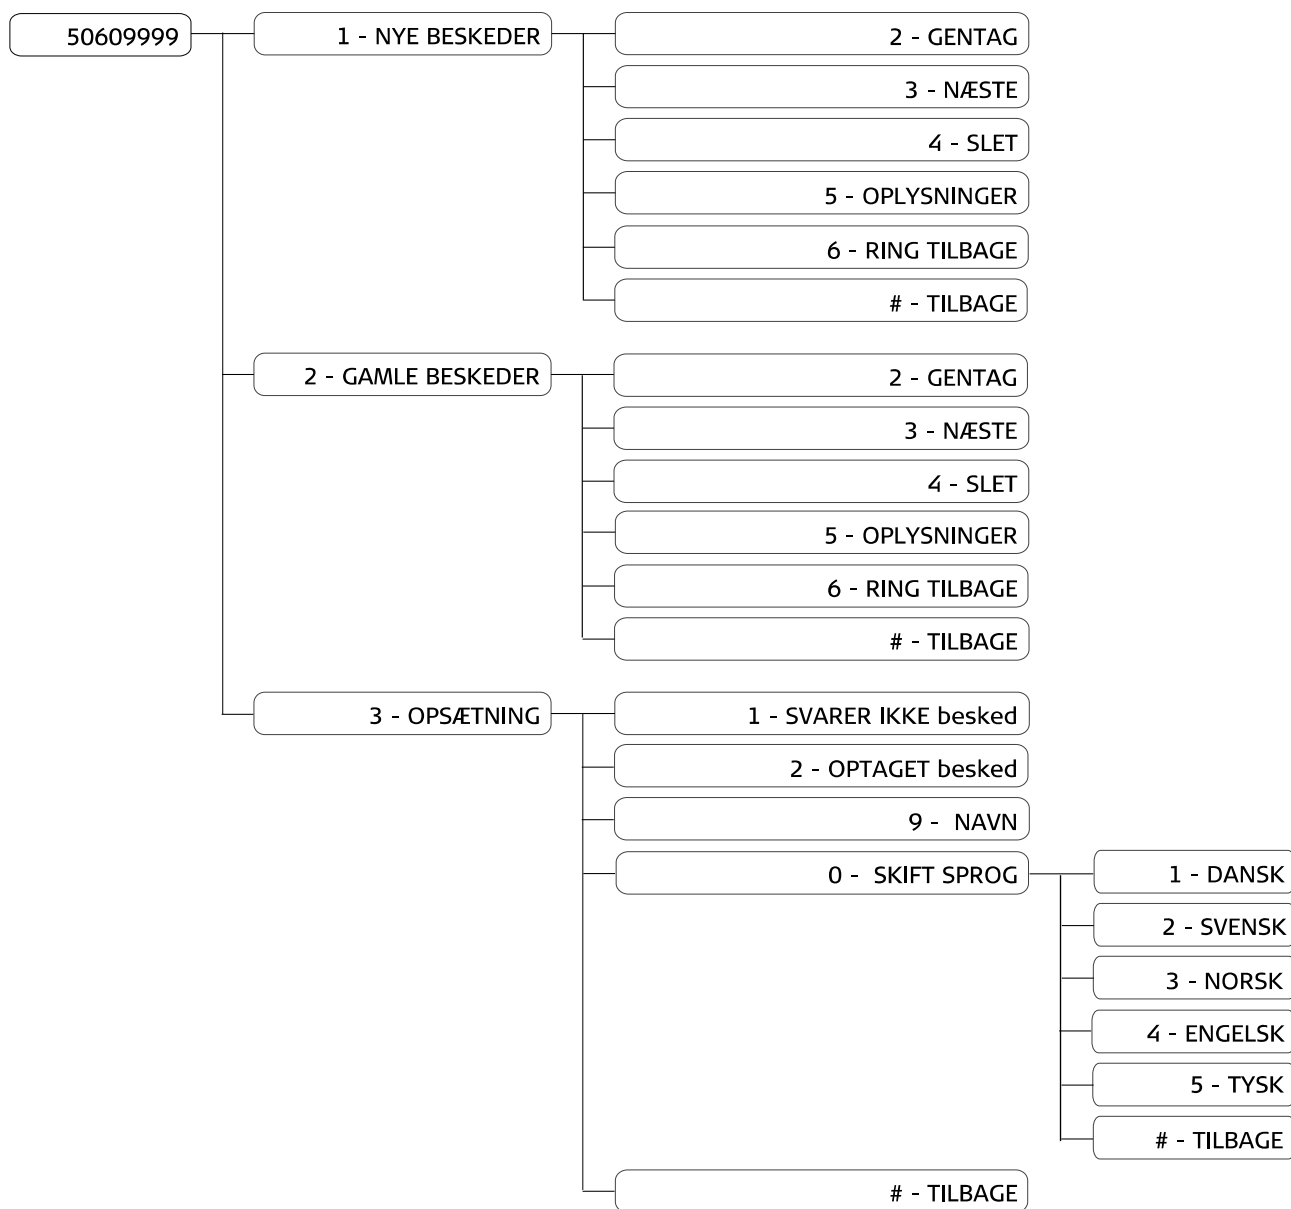 50609999
1 - NYE BESKEDER
2 - GENTAG
3 - NÆSTE
4 - SLET
5 - OPLYSNINGER
6 - RING TILBAGE
# - TILBAGE
2 - GAMLE BESKEDER
2 - GENTAG
3 - NÆSTE
4 - SLET
5 - OPLYSNINGER
6 - RING TILBAGE
# - TILBAGE
3 - OPSÆTNING
1 - SVARER IKKE besked
2 - OPTAGET besked
9 - NAVN
0 - SKIFT SPROG
1 - DANSK
2 - SVENSK
3 - NORSK
4 - ENGELSK
5 - TYSK
# - TILBAGE
# - TILBAGE